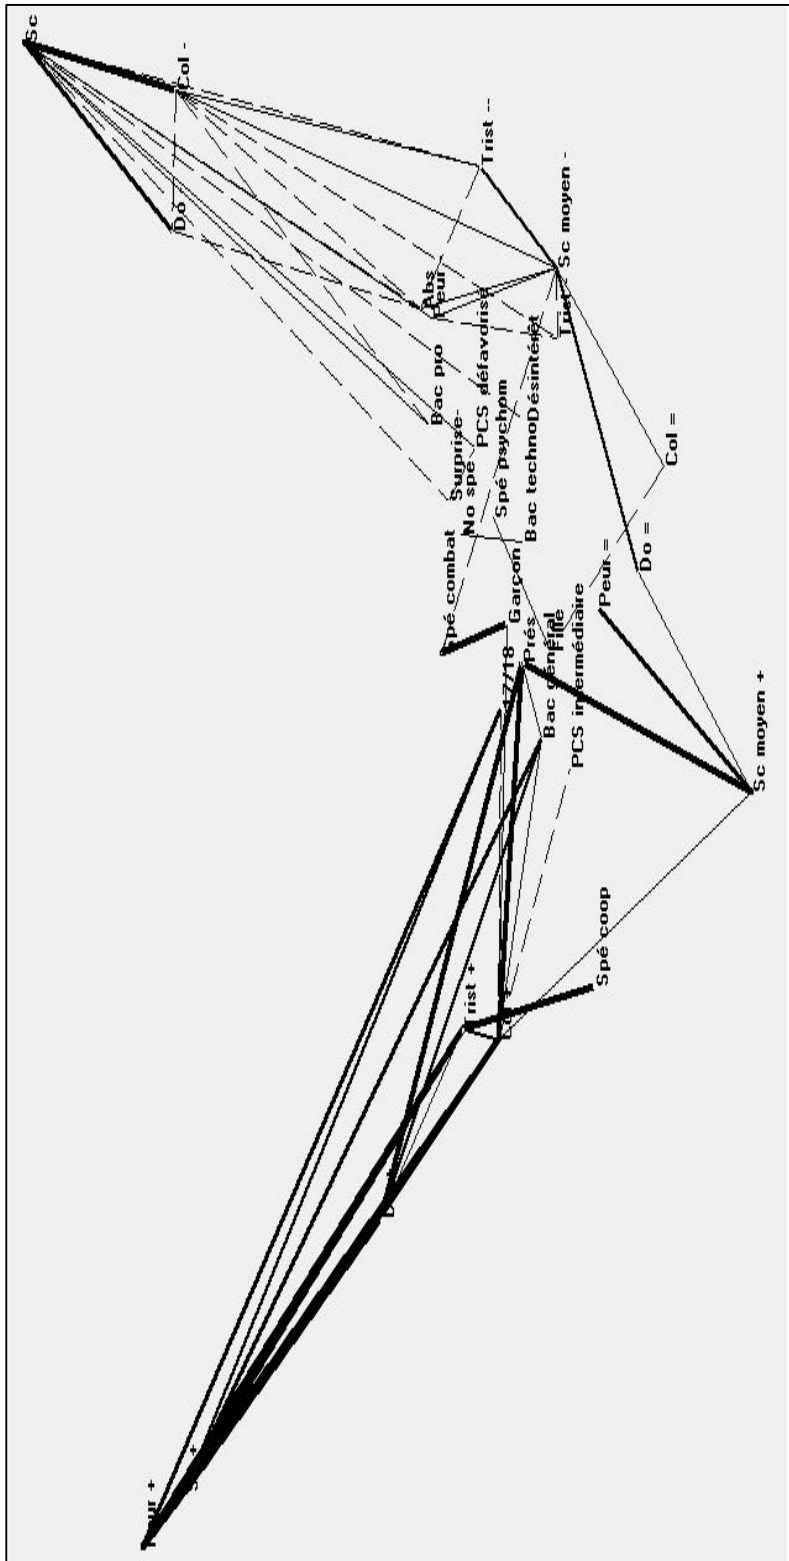 Sc
Col -
Do
Trist --
Sc moyen -
Abs
Peur
Trist -
Bac pro
PCS défavorisé
Désintérêt
Surprise-
Spé psychom
No spé
Bac techno
Col =
Spé combat
Garçon
Fille
Peur =
Do =
Prés
17/18
Bac général
PCS intermédiaire
Sc moyen +
Trist +
Spé coop
+